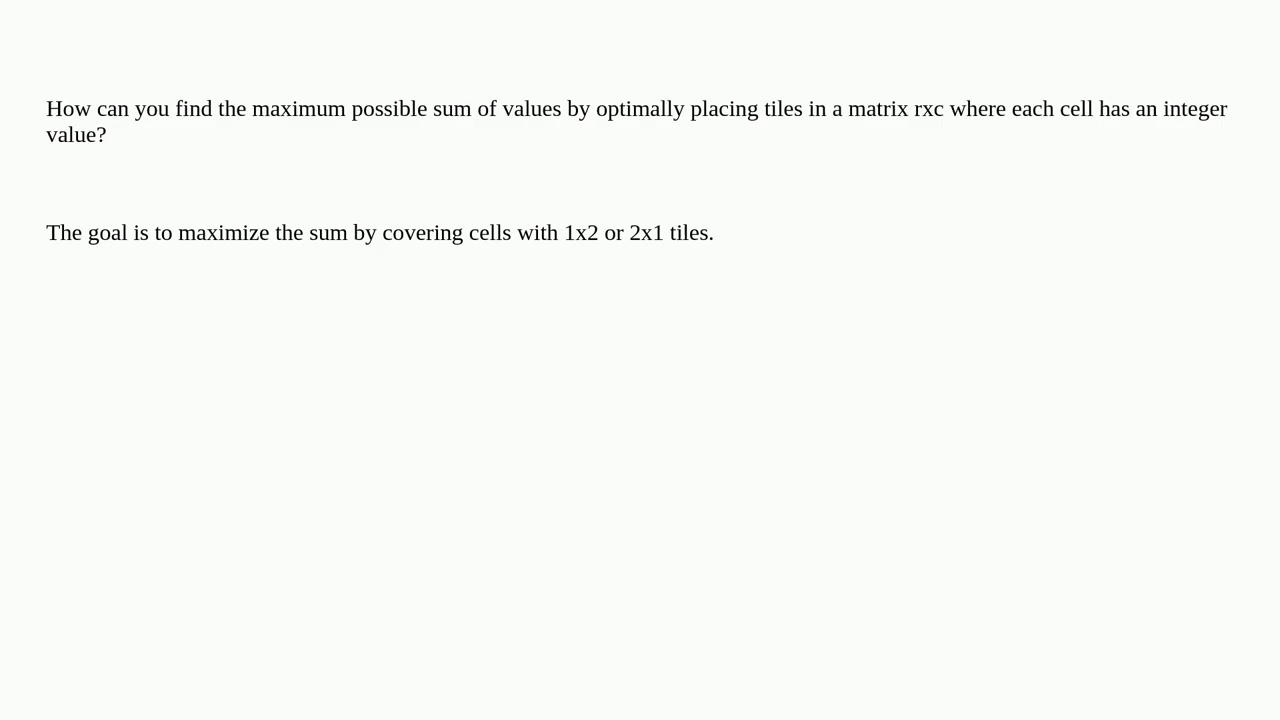 How can you find the maximum possible sum of values by optimally placing tiles in a matrix rxc where each cell has an integer
value?
The goal is to maximize the sum by covering cells with 1x2 or 2x1 tiles.